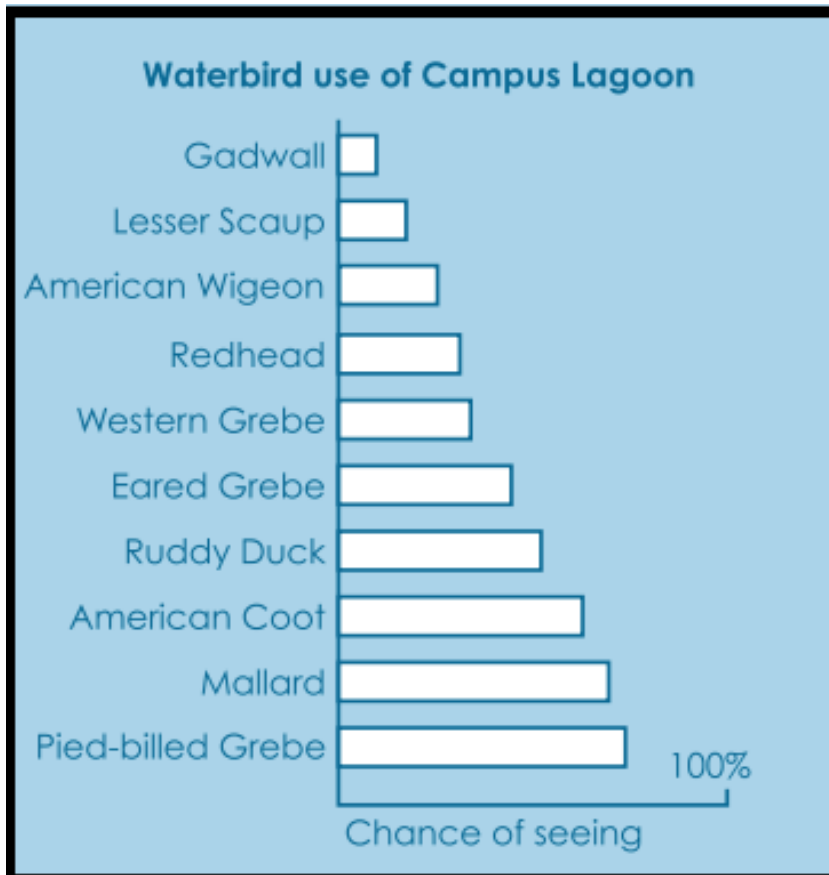 Waterbird use of Campus Lagoon
Gadwall
Lesser Scaup
American Wigeon
Redhead
Western Grebe
Eared Grebe
Ruddy Duck
American Coot
Mallard
Pied-billed Grebe
100%
Chance of seeing